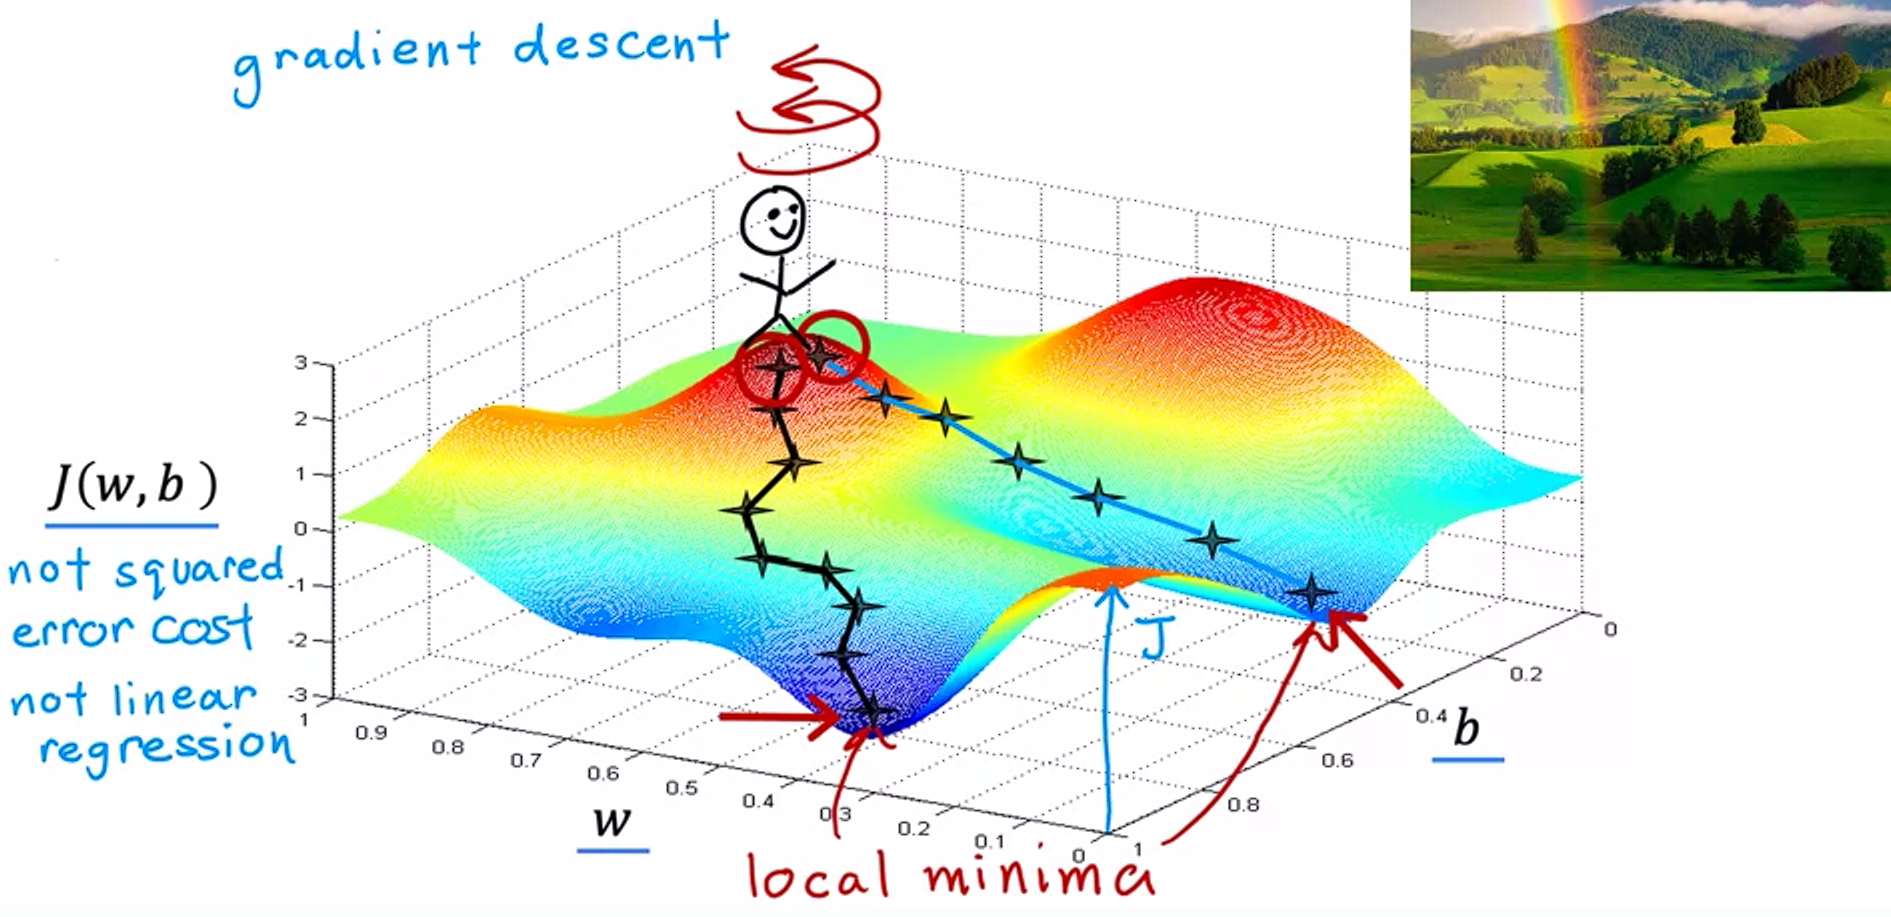 gradient descent
J(w, b )
not squared
error cost
not linear
regression
3
2
1
0
-1
-2
-3
1
0.9
0.8
0.7
0.6
0.5
0.4
0.3
0.2
0.1
0
w
1
0.8
0.6
0.4
0.2
0
b
J
local minima